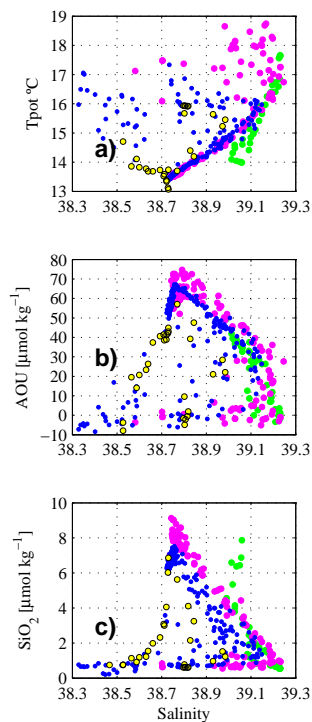 19
18
17
16
15
14
13
Tpot ºC
a)
38.3 38.5 38.7 38.9 39.1 39.3
80
70
60
50
40
30
20
10
0
−10
AOU [µmol kg⁻¹]
b)
38.3 38.5 38.7 38.9 39.1 39.3
10
8
6
4
2
0
SiO₂ [µmol kg⁻¹]
c)
38.3 38.5 38.7 38.9 39.1 39.3
Salinity